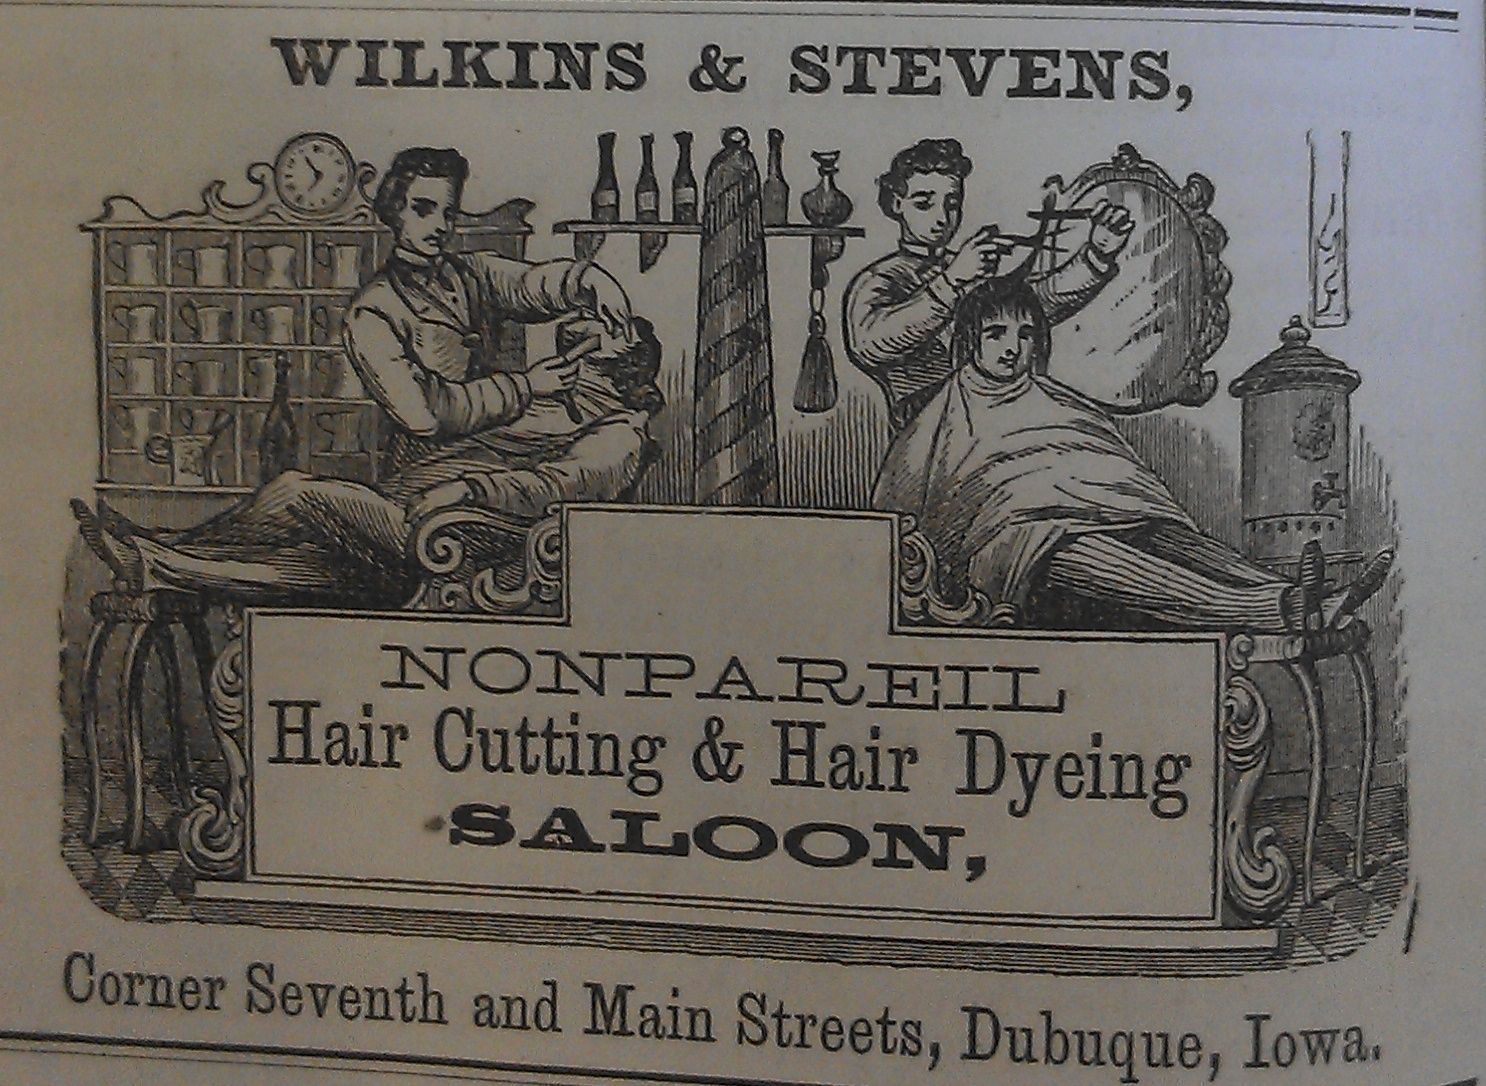 WILKINS & STEVENS,
NONPAREIL
Hair Cutting & Hair Dyeing
SALOON,
Corner Seventh and Main Streets, Dubuque, Iowa.